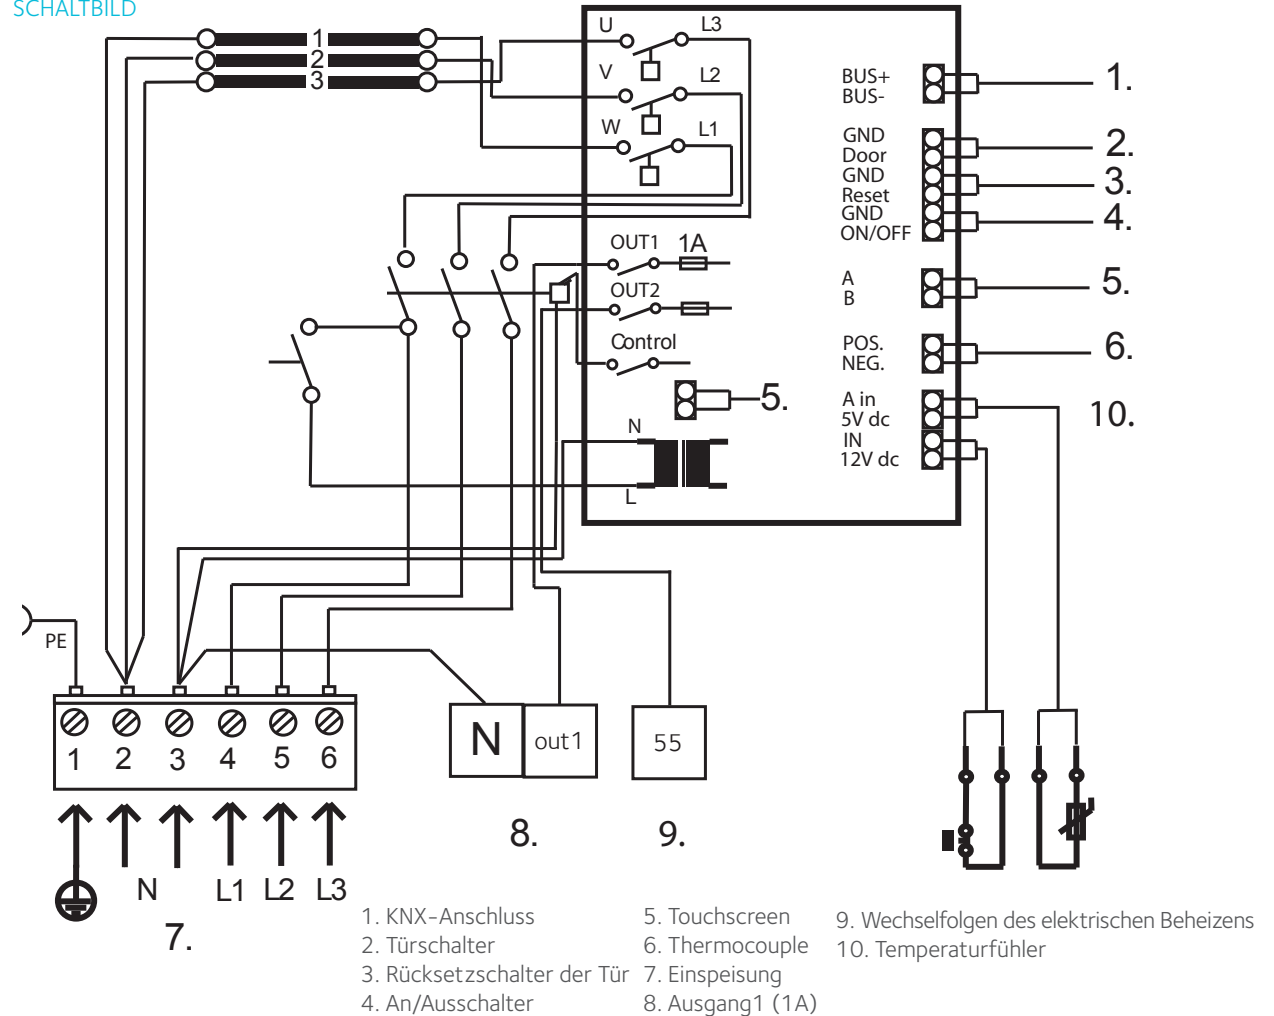 SCHALTBILD
1
2
3
U
L3
V
L2
W
L1
OUT1
1A
OUT2
Control
5.
N
L
BUS+
BUS-
1.
GND
Door
2.
GND
Reset
3.
GND
ON/OFF
4.
A
B
5.
POS.
NEG.
6.
A in
5V dc
10.
IN
12V dc
PE
1 2 3 4 5 6
N out1
55
8.
9.
N L1 L2 L3
7.
1. KNX-Anschluss
2. Türschalter
3. Rücksetzschalter der Tür
4. An/Ausschalter
5. Touchscreen
6. Thermocouple
7. Einspeisung
8. Ausgang1 (1A)
9. Wechselfolgen des elektrischen Beheizens
10. Temperaturfühler